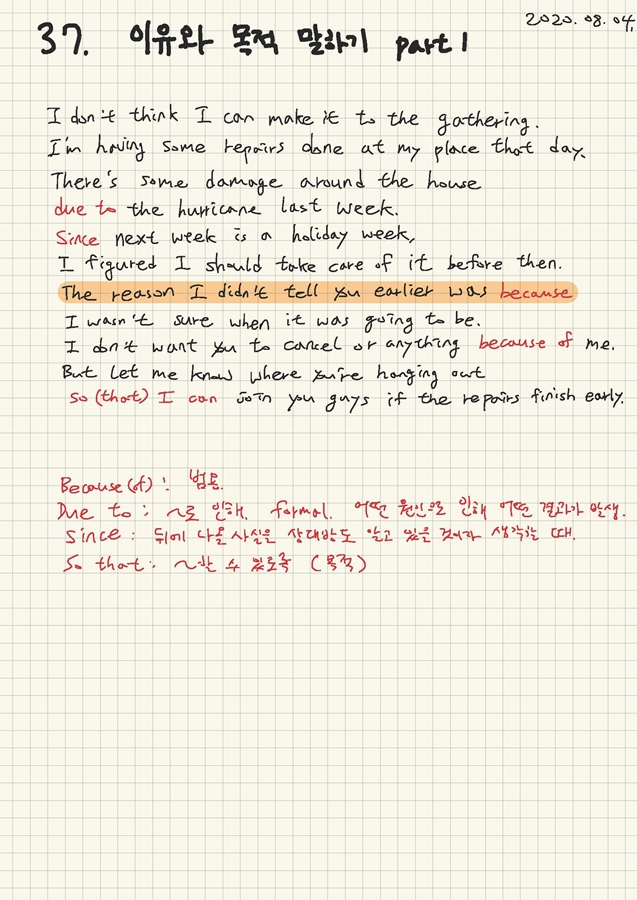 2020.08.04.
37. 이유와 목적 말하기 part 1
I don't think I can make it to the gathering.
I'm having some repairs done at my place that day.
There's some damage around the house
due to the hurricane last week.
Since next week is a holiday week,
I figured I should take care of it before then.
The reason I didn't tell you earlier was because
I wasn't sure when it was going to be.
I don't want you to cancel or anything because of me.
But let me know where you're hanging out
so (that) I can join you guys if the repairs finish early.
Because (of) : 범용.
Due to : ~로 인해. formal. 어떤 원인으로 인해 어떤 결과가 발생.
Since : 뒤에 나올 사실은 상대방도 알고 있을 것이라 생각할 때.
So that : ~할 수 있도록 (목적)